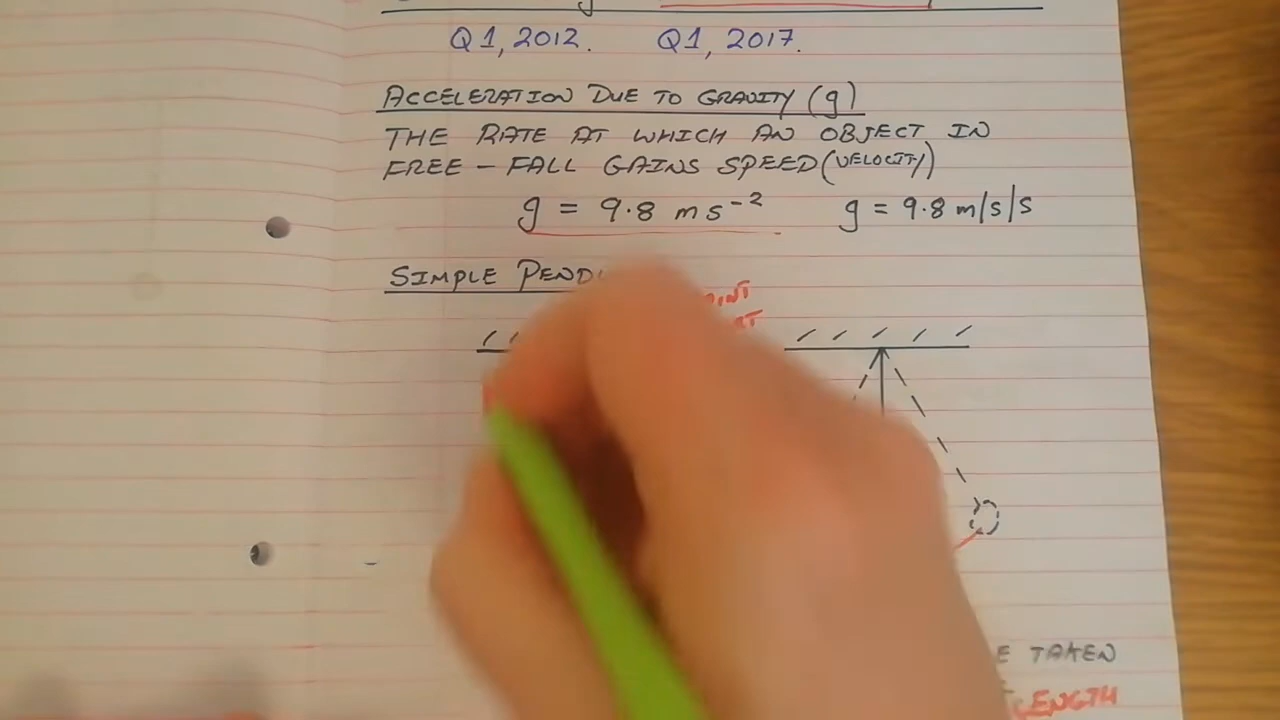 Q1, 2012. Q1, 2017.
ACCELERATION DUE TO GRAVITY (g)
THE RATE AT WHICH AN OBJECT IN
FREE - FALL GAINS SPEED (VELOCITY)
g = 9.8 ms⁻² g = 9.8 m/s/s
SIMPLE
TAKEN
LENGTH